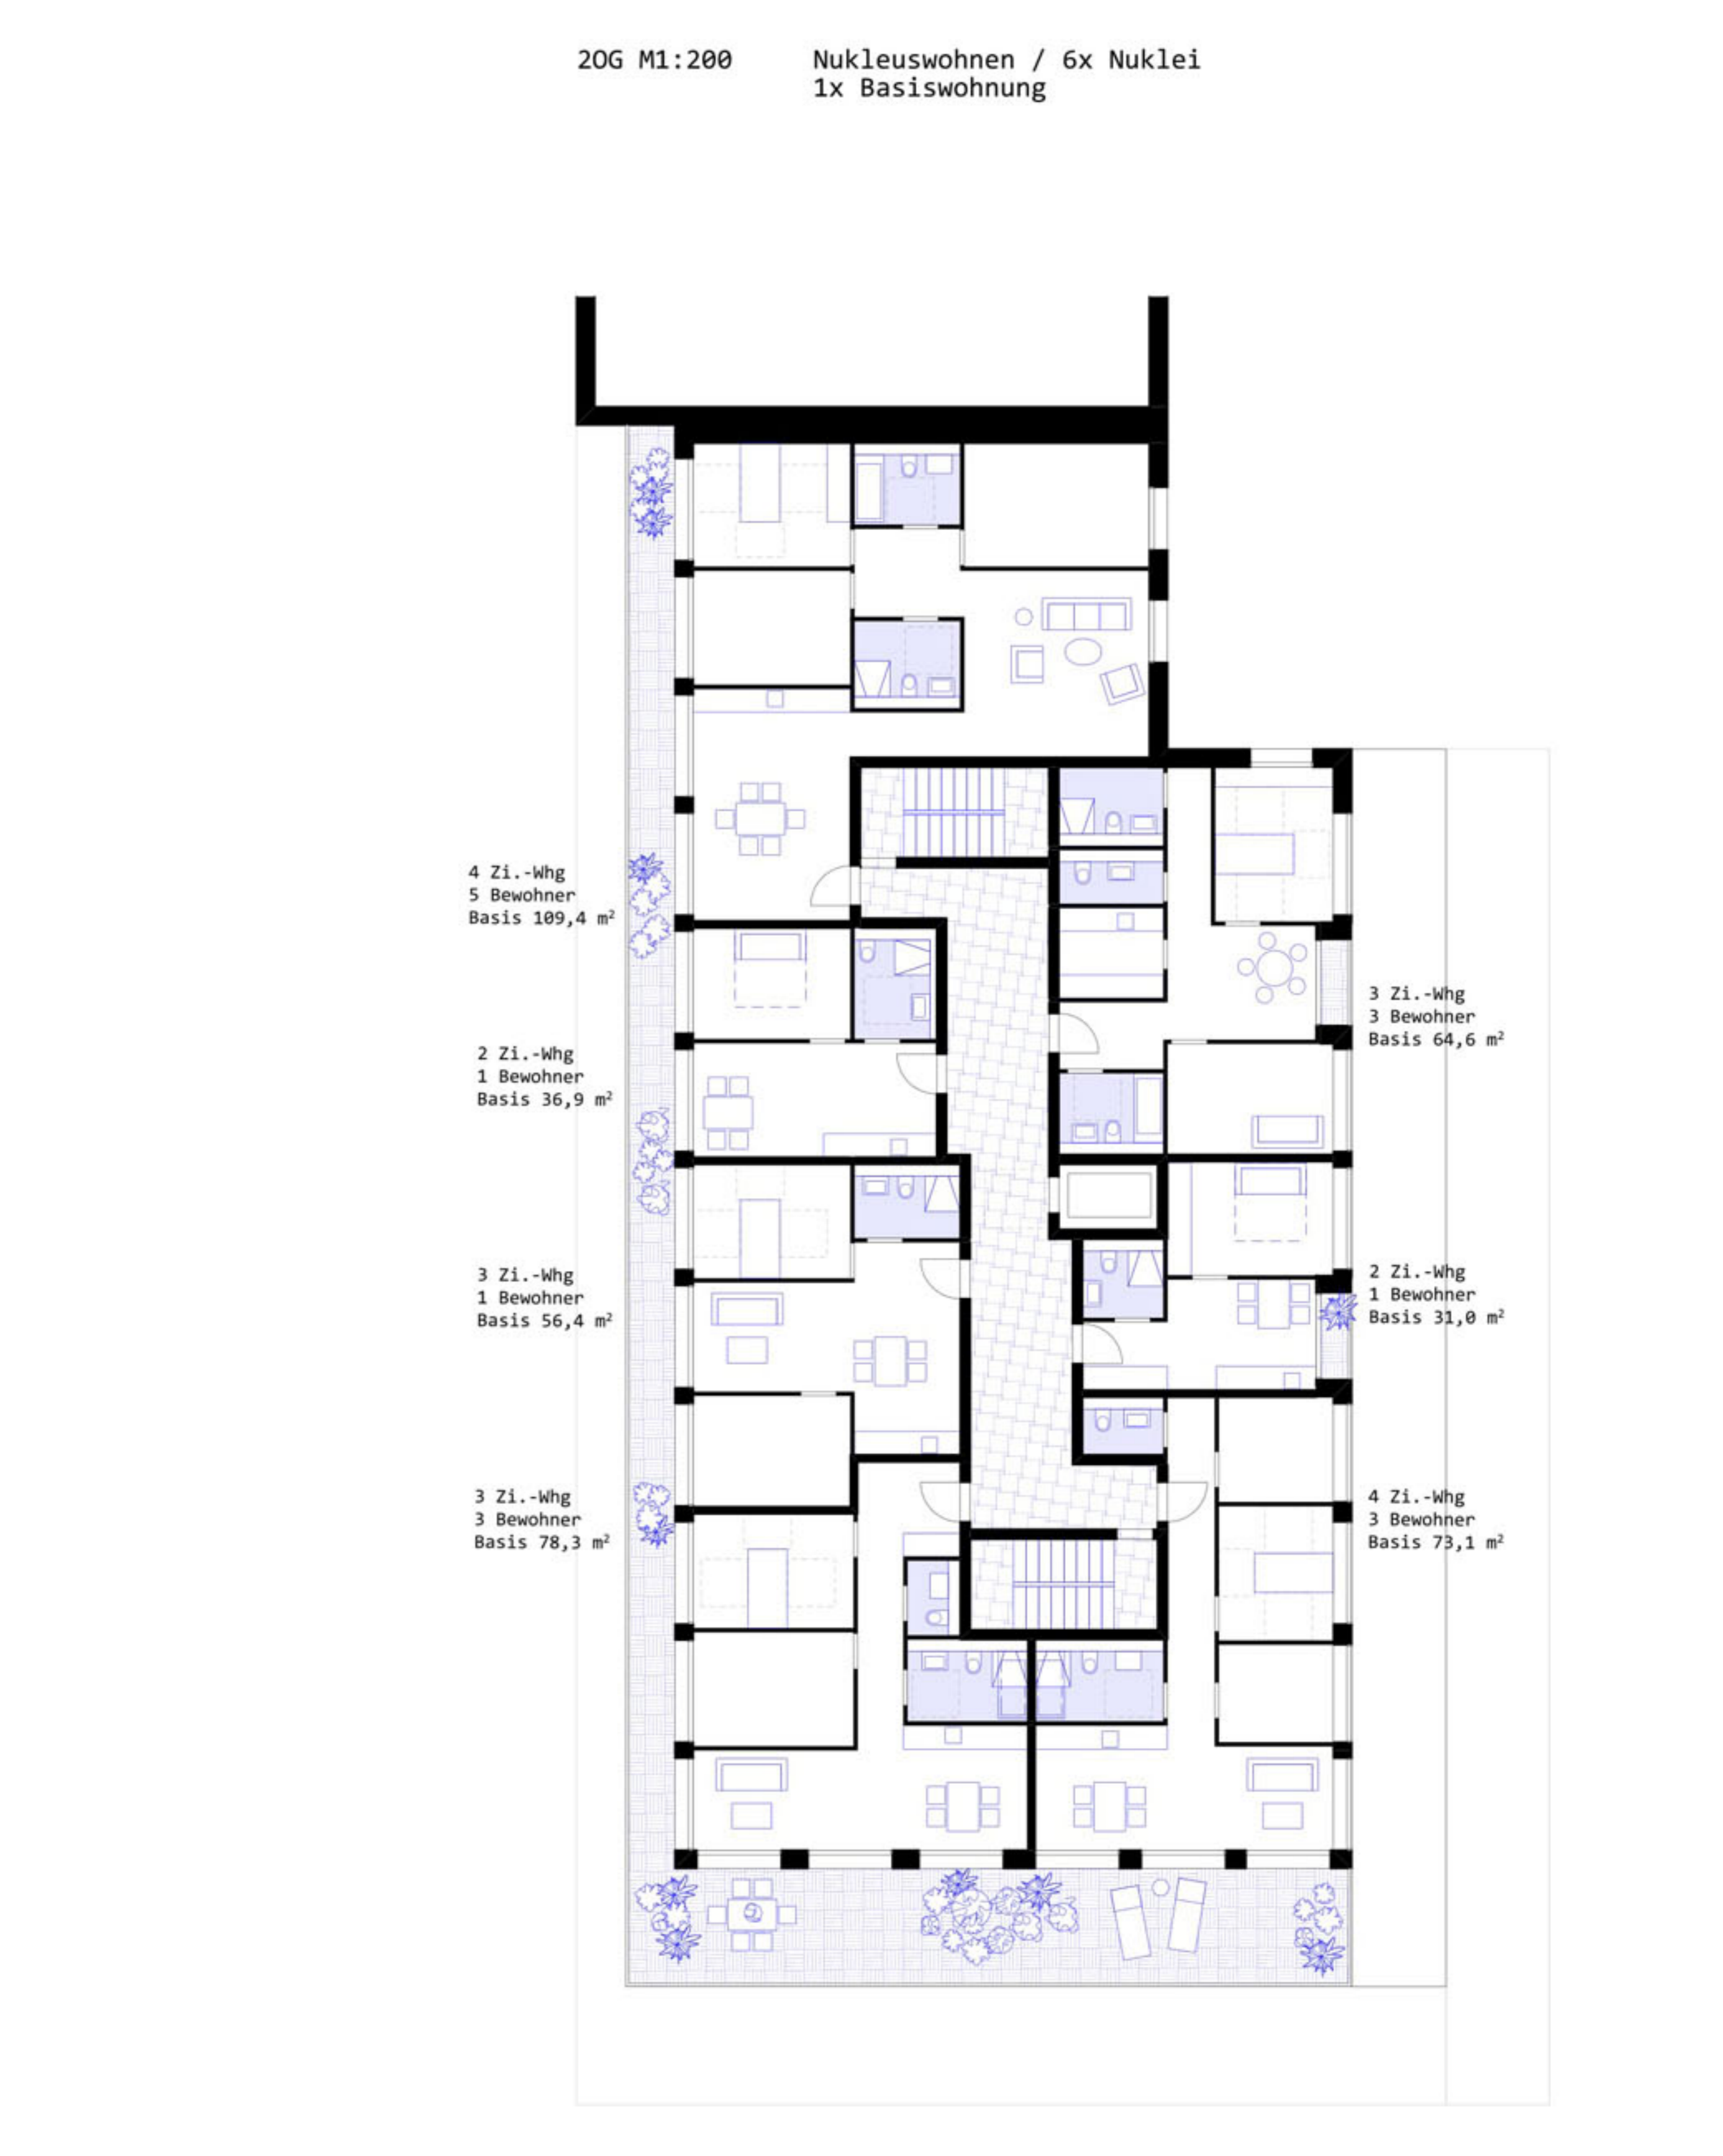 2OG M1:200
Nukleuswohnen / 6x Nuklei
1x Basiswohnung
4 Zi.-Whg
5 Bewohner
Basis 109,4 m²
3 Zi.-Whg
3 Bewohner
Basis 64,6 m²
2 Zi.-Whg
1 Bewohner
Basis 36,9 m²
3 Zi.-Whg
1 Bewohner
Basis 56,4 m²
2 Zi.-Whg
1 Bewohner
Basis 31,0 m²
3 Zi.-Whg
3 Bewohner
Basis 78,3 m²
4 Zi.-Whg
3 Bewohner
Basis 73,1 m²